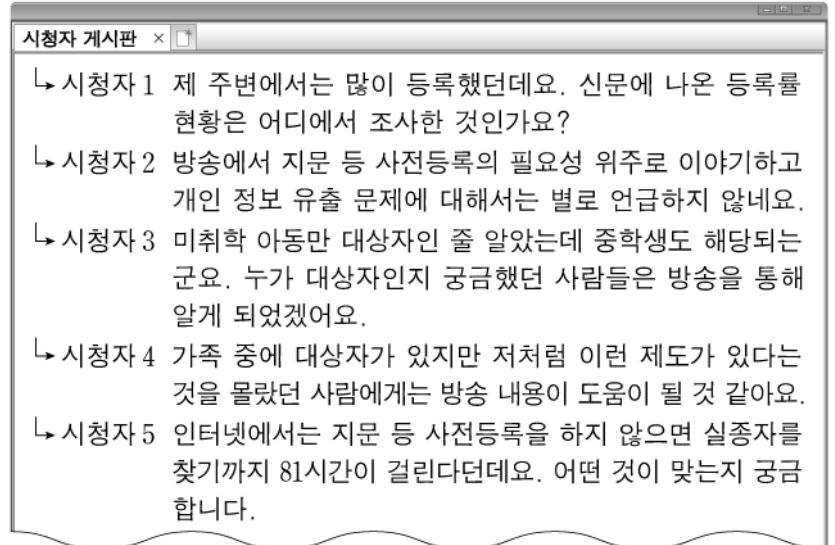 시청자 게시판 ×
시청자 1 제 주변에서는 많이 등록했던데요. 신문에 나온 등록률
현황은 어디에서 조사한 것인가요?
시청자 2 방송에서 지문 등 사전등록의 필요성 위주로 이야기하고
개인 정보 유출 문제에 대해서는 별로 언급하지 않네요.
시청자 3 미취학 아동만 대상자인 줄 알았는데 중학생도 해당되는
군요. 누가 대상자인지 궁금했던 사람들은 방송을 통해
알게 되었겠어요.
시청자 4 가족 중에 대상자가 있지만 저처럼 이런 제도가 있다는
것을 몰랐던 사람에게는 방송 내용이 도움이 될 것 같아요.
시청자 5 인터넷에서는 지문 등 사전등록을 하지 않으면 실종자를
찾기까지 81시간이 걸린다던데요. 어떤 것이 맞는지 궁금
합니다.